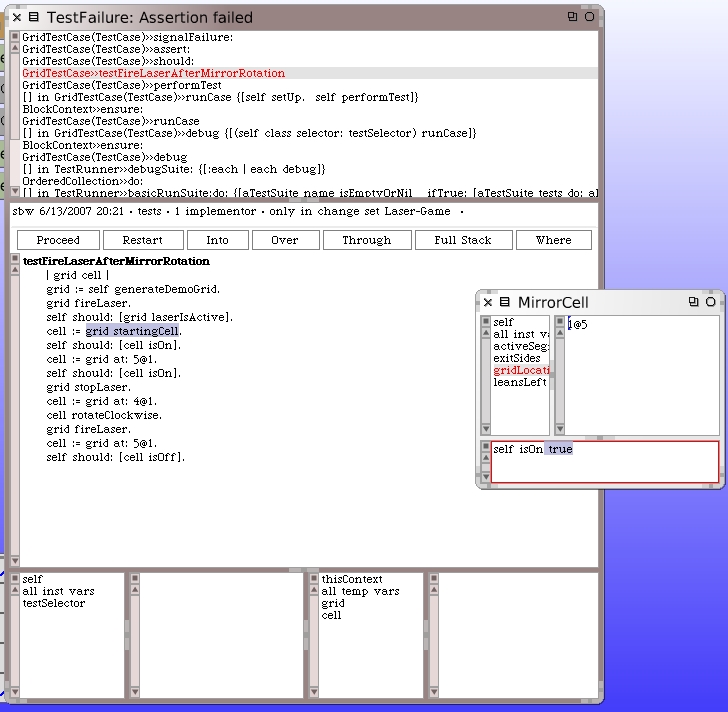 TestFailure: Assertion failed
GridTestCase(TestCase)>>signalFailure:
GridTestCase(TestCase)>>assert:
GridTestCase(TestCase)>>should:
GridTestCase>>testFireLaserAfterMirrorRotation
GridTestCase(TestCase)>>performTest
[] in GridTestCase(TestCase)>>runCase {[self setUp. self performTest]}
BlockContext>>ensure:
GridTestCase(TestCase)>>runCase
[] in GridTestCase(TestCase)>>debug {[(self class selector: testSelector) runCase]}
BlockContext>>ensure:
GridTestCase(TestCase)>>debug
[] in TestRunner>>debugSuite: {[:each | each debug]}
OrderedCollection>>do:
[] in TestRunner>>basicRunSuite:do: {[aTestSuite name isEmptyOrNil ifTrue: [aTestSuite tests do: a
sbw 6/13/2007 20:21 · tests · 1 implementor · only in change set Laser-Game ·
Proceed Restart Into Over Through Full Stack Where
testFireLaserAfterMirrorRotation
| grid cell |
grid := self generateDemoGrid.
grid fireLaser.
self should: [grid laserIsActive].
cell := grid startingCell.
self should: [cell isOn].
cell := grid at: 5@1.
self should: [cell isOn].
grid stopLaser.
cell := grid at: 4@1.
cell rotateClockwise.
grid fireLaser.
cell := grid at: 5@1.
self should: [cell isOff].
MirrorCell
self
all inst va
activeSeg
exitSides
gridLocati
leansLeft
1@5
self isOn true
self
all inst vars
testSelector
thisContext
all temp vars
grid
cell